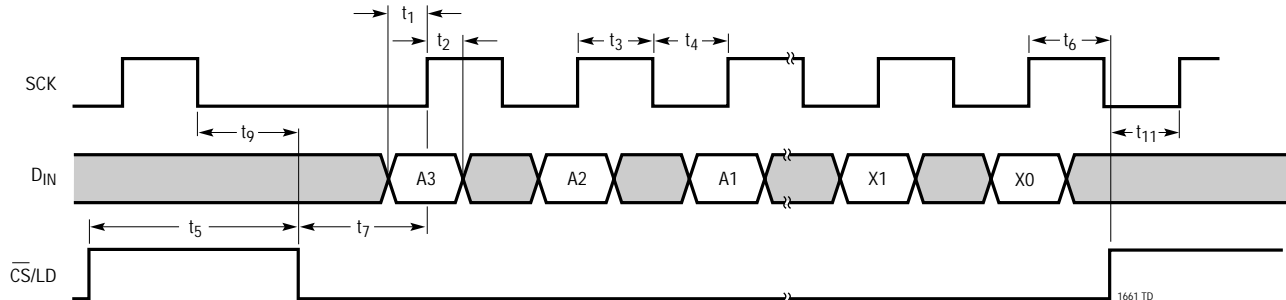 t1
t2 t3 t4 t6
SCK
t9 t11
DIN A3 A2 A1 X1 X0
t5 t7
CS/LD
1661 TD